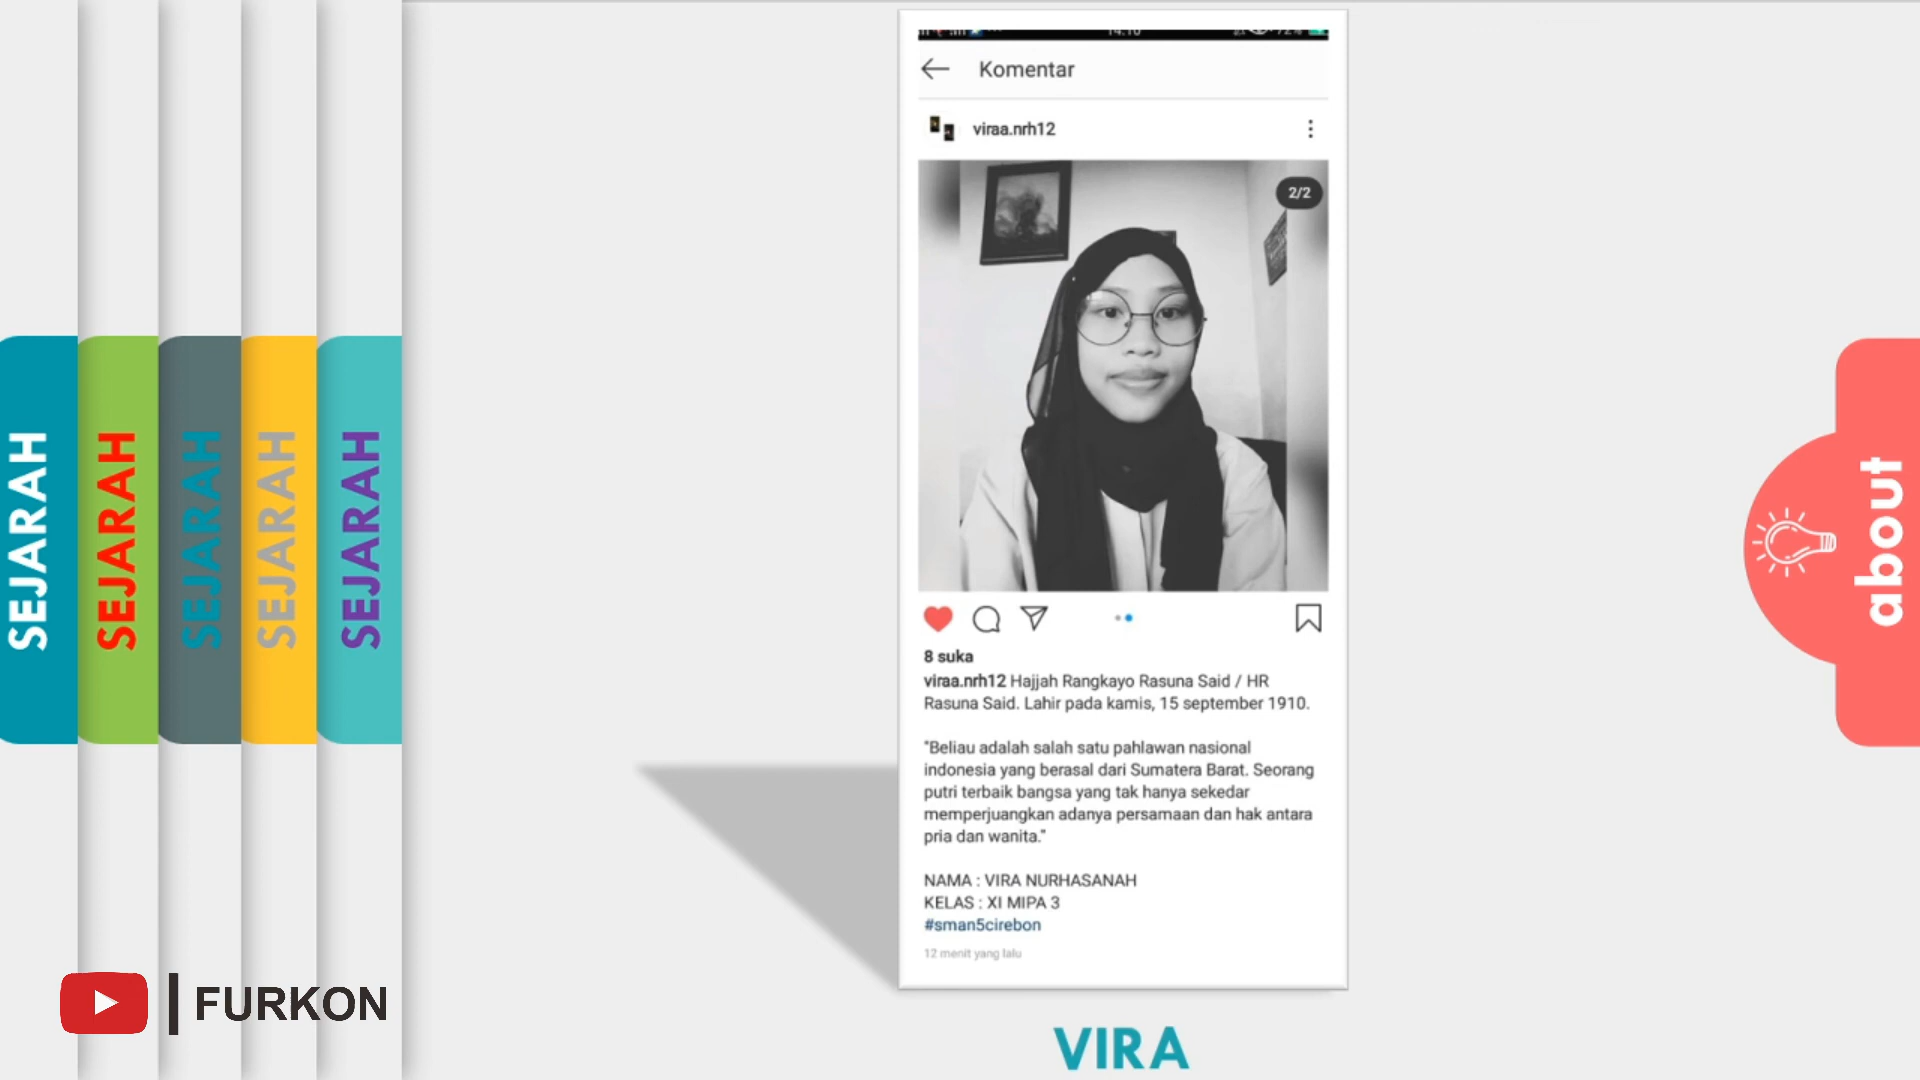 SEJARAH
SEJARAH
SEJARAH
SEJARAH
SEJARAH
14:10
72%
Komentar
viraa.nrh12
2/2
8 suka
viraa.nrh12 Hajjah Rangkayo Rasuna Said / HR
Rasuna Said. Lahir pada kamis, 15 september 1910.
"Beliau adalah salah satu pahlawan nasional
indonesia yang berasal dari Sumatera Barat. Seorang
putri terbaik bangsa yang tak hanya sekedar
memperjuangkan adanya persamaan dan hak antara
pria dan wanita."
NAMA : VIRA NURHASANAH
KELAS : XI MIPA 3
#sman5cirebon
12 menit yang lalu
about
FURKON
VIRA